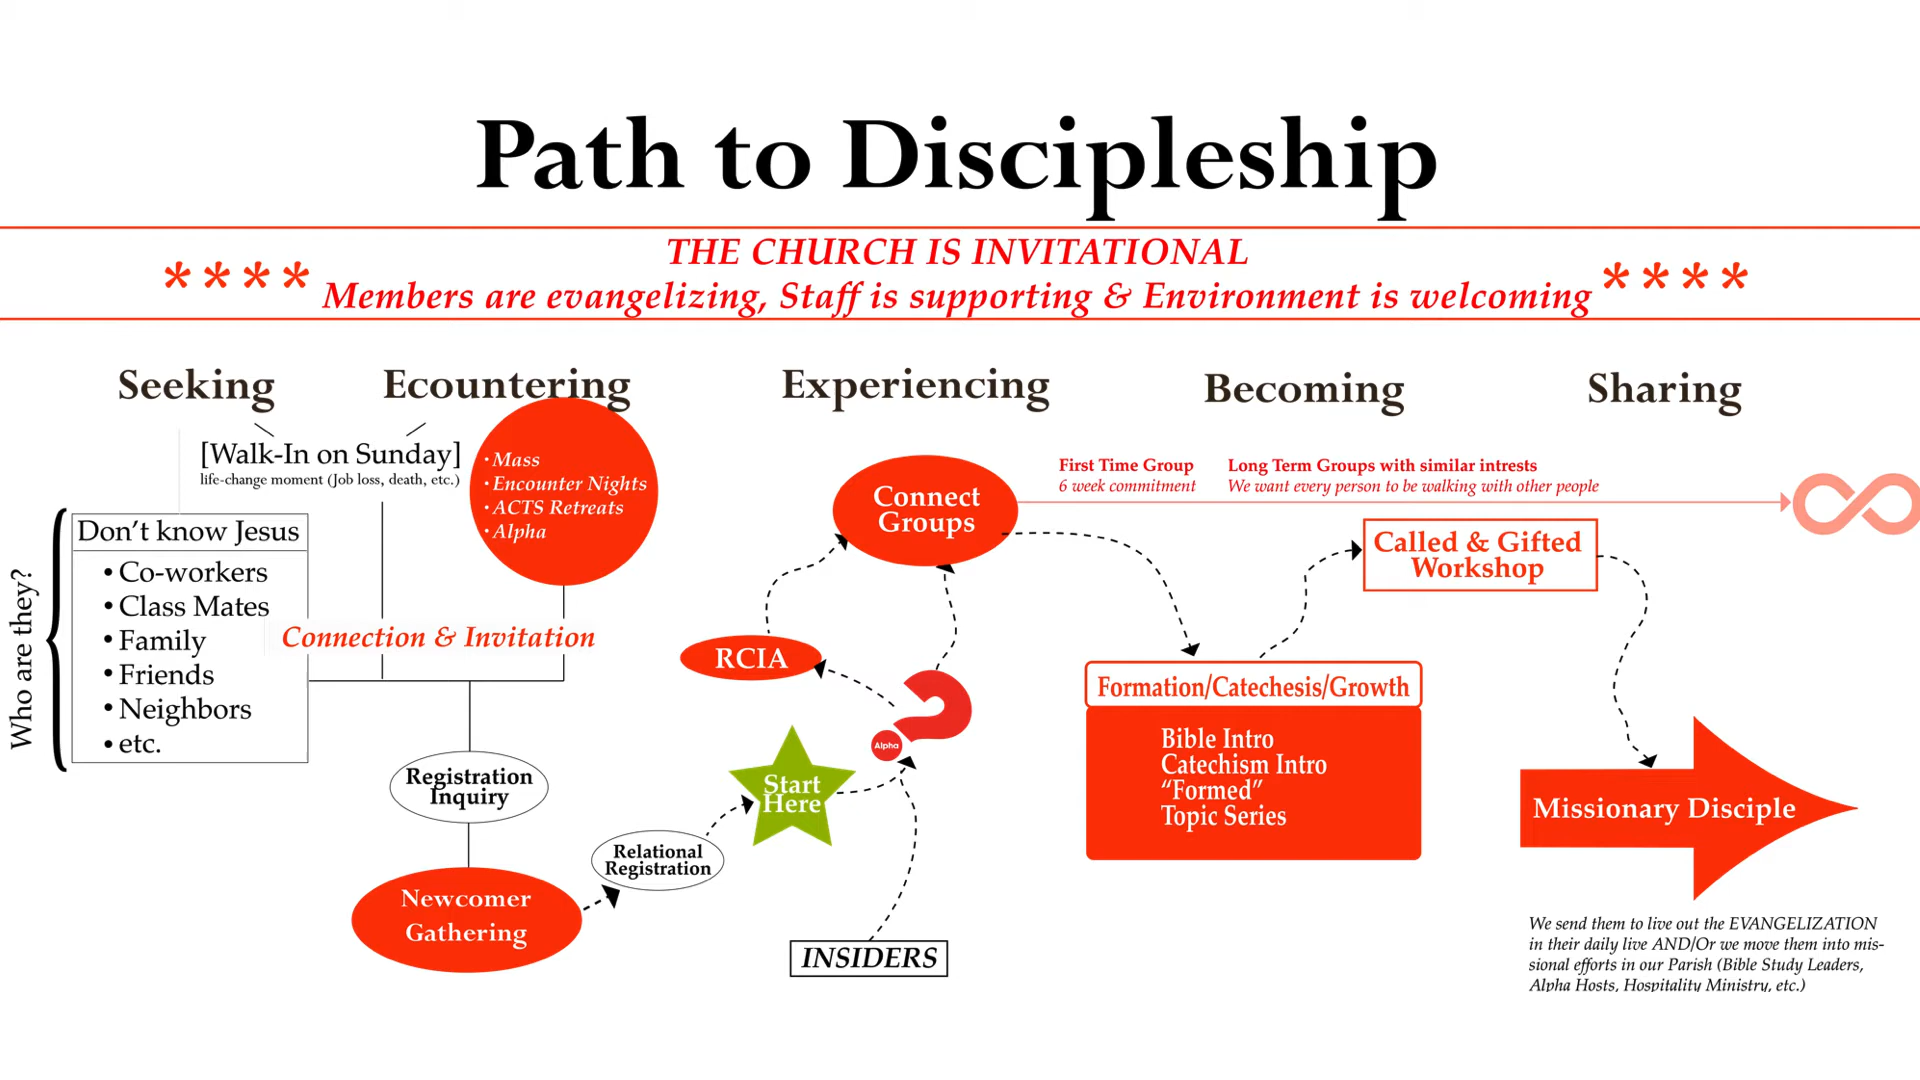 Path to Discipleship
THE CHURCH IS INVITATIONAL
**** Members are evangelizing, Staff is supporting & Environment is welcoming ****
Seeking
Ecountering
Experiencing
Becoming
Sharing
[Walk-In on Sunday]
life-change moment (Job loss, death, etc.)
• Mass
• Encounter Nights
• ACTS Retreats
• Alpha
Who are they?
Don't know Jesus
• Co-workers
• Class Mates
• Family
• Friends
• Neighbors
• etc.
Connection & Invitation
Registration
Inquiry
Newcomer
Gathering
Relational
Registration
Start
Here
Alpha
INSIDERS
RCIA
Connect
Groups
First Time Group
6 week commitment
Long Term Groups with similar intrests
We want every person to be walking with other people
Formation/Catechesis/Growth
Bible Intro
Catechism Intro
“Formed”
Topic Series
Called & Gifted
Workshop
Missionary Disciple
We send them to live out the EVANGELIZATION
in their daily live AND/Or we move them into mis-
sional efforts in our Parish (Bible Study Leaders,
Alpha Hosts, Hospitality Ministry, etc.)